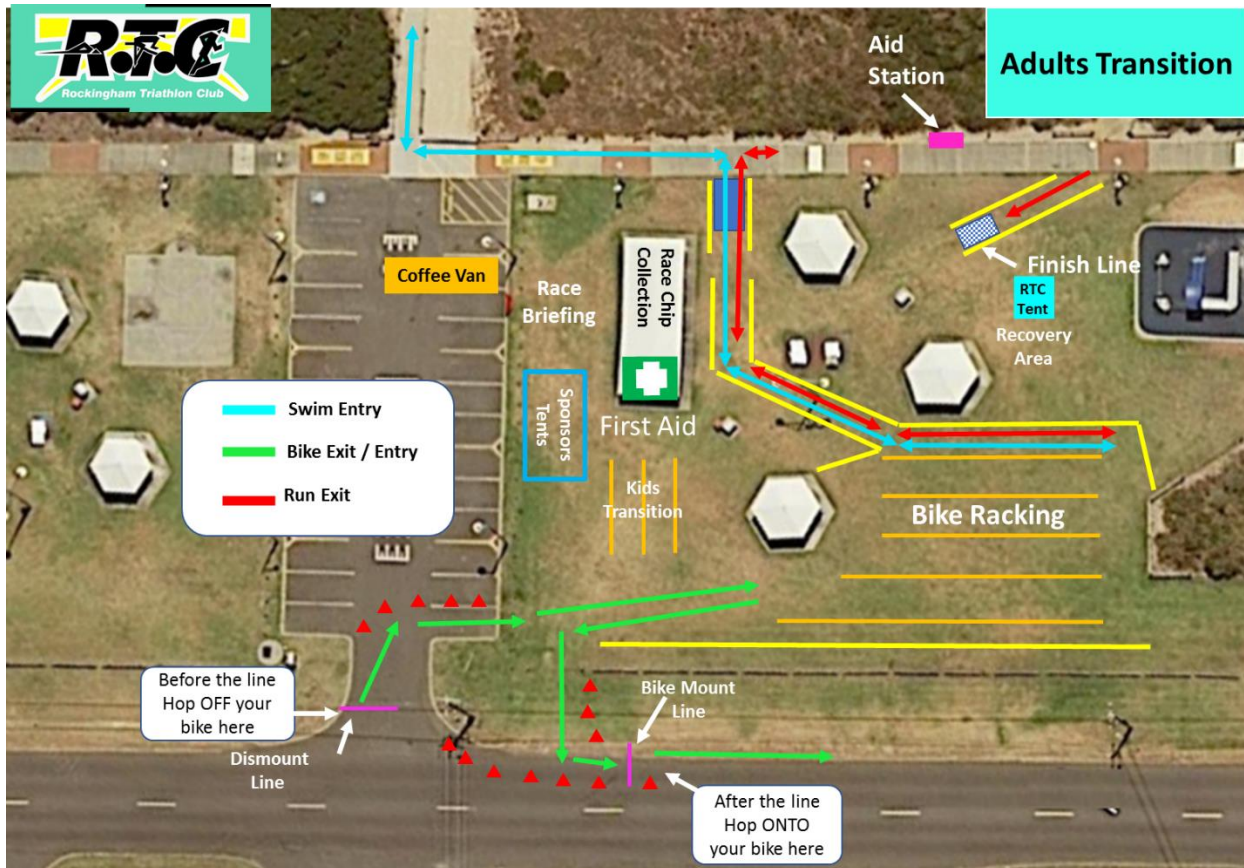 R.T.C
Rockingham Triathlon Club
Aid
Station
Adults Transition
Coffee Van
Race
Briefing
Race Chip
Collection
Finish Line
RTC
Tent
Recovery
Area
Swim Entry
Bike Exit / Entry
Run Exit
Sponsors
Tents
First Aid
Kids
Transition
Bike Racking
Before the line
Hop OFF your
bike here
Dismount
Line
Bike Mount
Line
After the line
Hop ONTO
your bike here